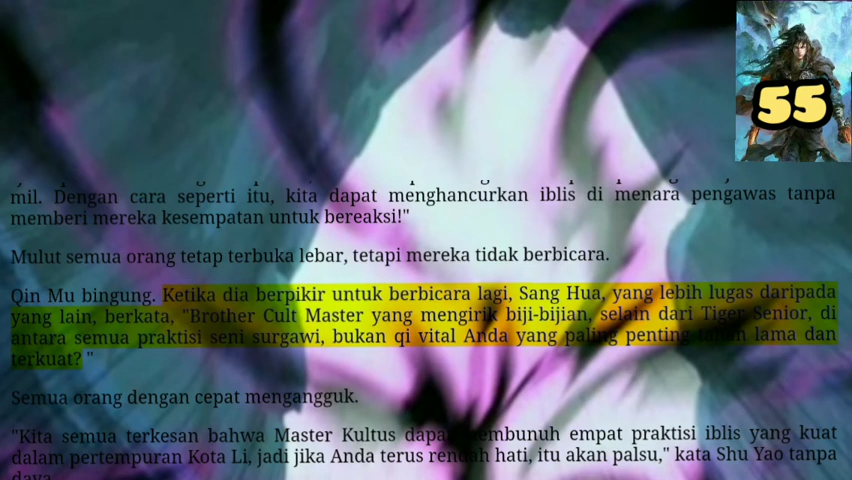 55
mil. Dengan cara seperti itu, kita dapat menghancurkan iblis di menara pengawas tanpa
memberi mereka kesempatan untuk bereaksi!"
Mulut semua orang tetap terbuka lebar, tetapi mereka tidak berbicara.
Qin Mu bingung. Ketika dia berpikir untuk berbicara lagi, Sang Hua, yang lebih lugas daripada
yang lain, berkata, "Brother Cult Master yang mengirik biji-bijian, selain dari Tiger Senior, di
antara semua praktisi seni surgawi, bukan qi vital Anda yang paling penting tahan lama dan
terkuat? "
Semua orang dengan cepat mengangguk.
"Kita semua terkesan bahwa Master Kultus dapat membunuh empat praktisi iblis yang kuat
dalam pertempuran Kota Li, jadi jika Anda terus rendah hati, itu akan palsu," kata Shu Yao tanpa
daya.